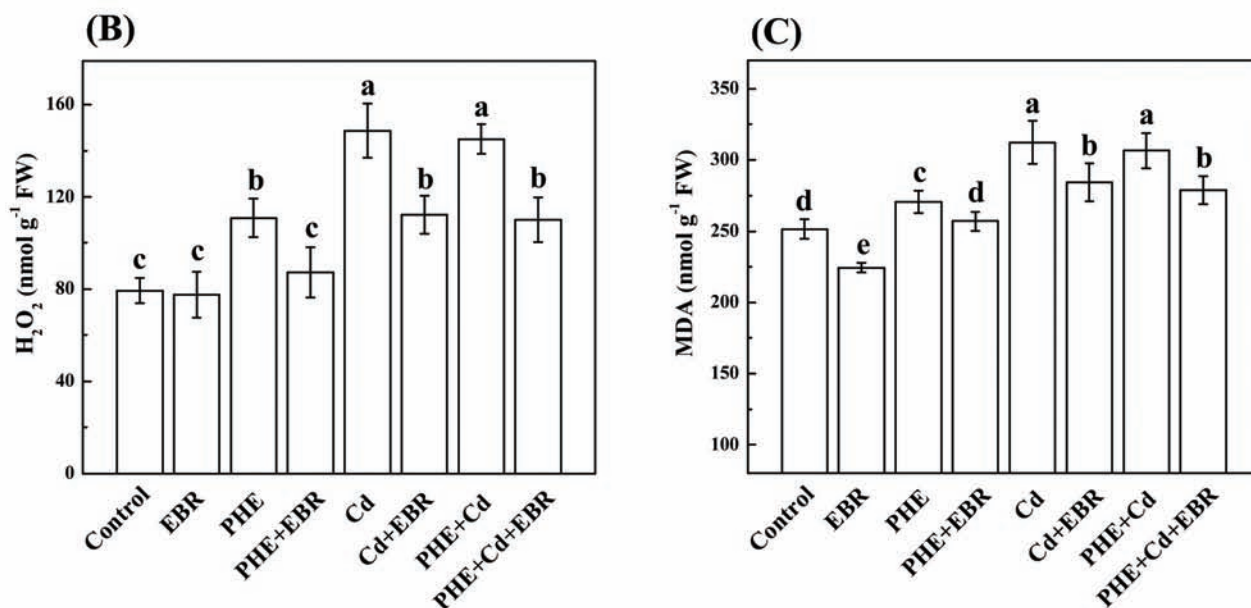 (B)
H₂O₂ (nmol g⁻¹ FW)
160
120
80
40
0
a
a
b
b
b
c
c
c
Control
EBR
PHE
PHE+EBR
Cd
Cd+EBR
PHE+Cd
PHE+Cd+EBR
(C)
MDA (nmol g⁻¹ FW)
350
300
250
200
150
100
a
a
b
b
c
d
d
e
Control
EBR
PHE
PHE+EBR
Cd
Cd+EBR
PHE+Cd
PHE+Cd+EBR